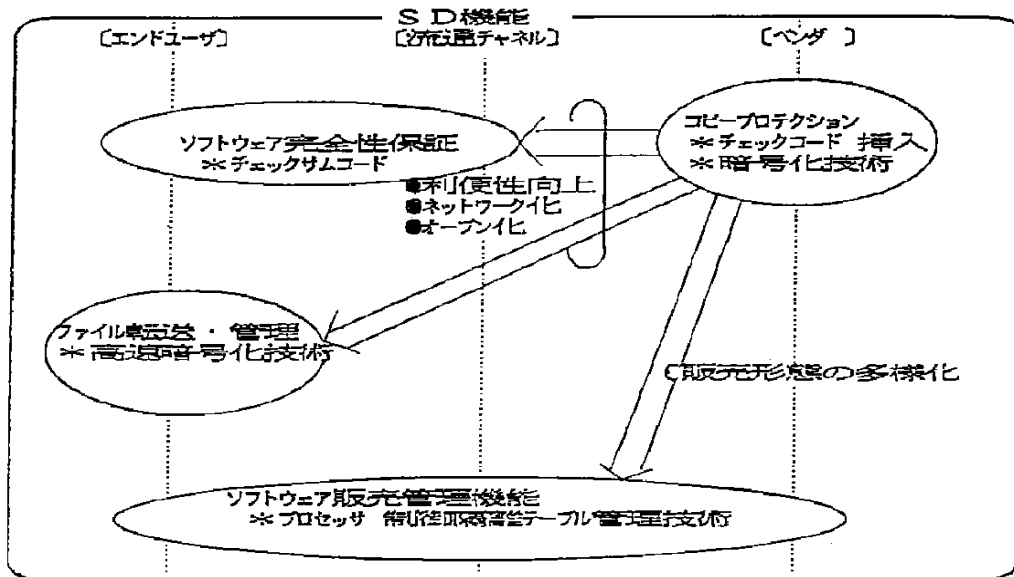 SD機能
〔エンドユーザ〕
〔流通チャネル〕
〔ベンダ 〕
ソフトウェア完全性保証
＊チェックサムコード
コピープロテクション
＊チェックコード 挿入
＊暗号化技術
●利便性向上
●ネットワーク化
●オープン化
ファイル転送・管理
＊高速暗号化技術
〔販売形態の多様化
ソフトウェア販売管理機能
＊プロセッサ テーブル管理技術